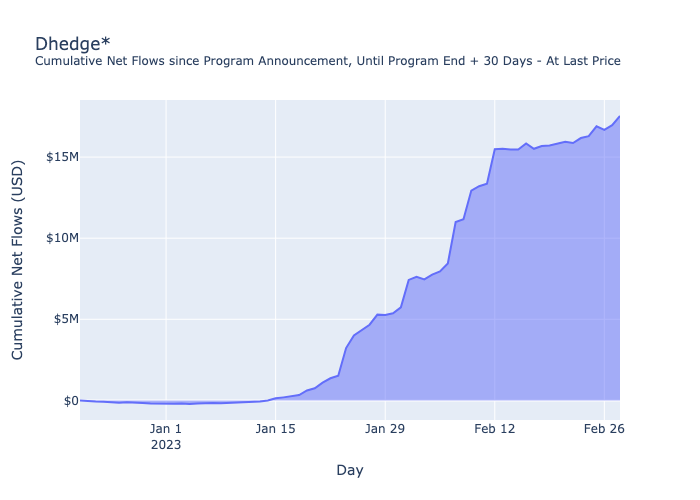 Dhedge*
Cumulative Net Flows since Program Announcement, Until Program End + 30 Days - At Last Price
Cumulative Net Flows (USD)
$15M
$10M
$5M
$0
Jan 1
2023
Jan 15
Jan 29
Feb 12
Feb 26
Day